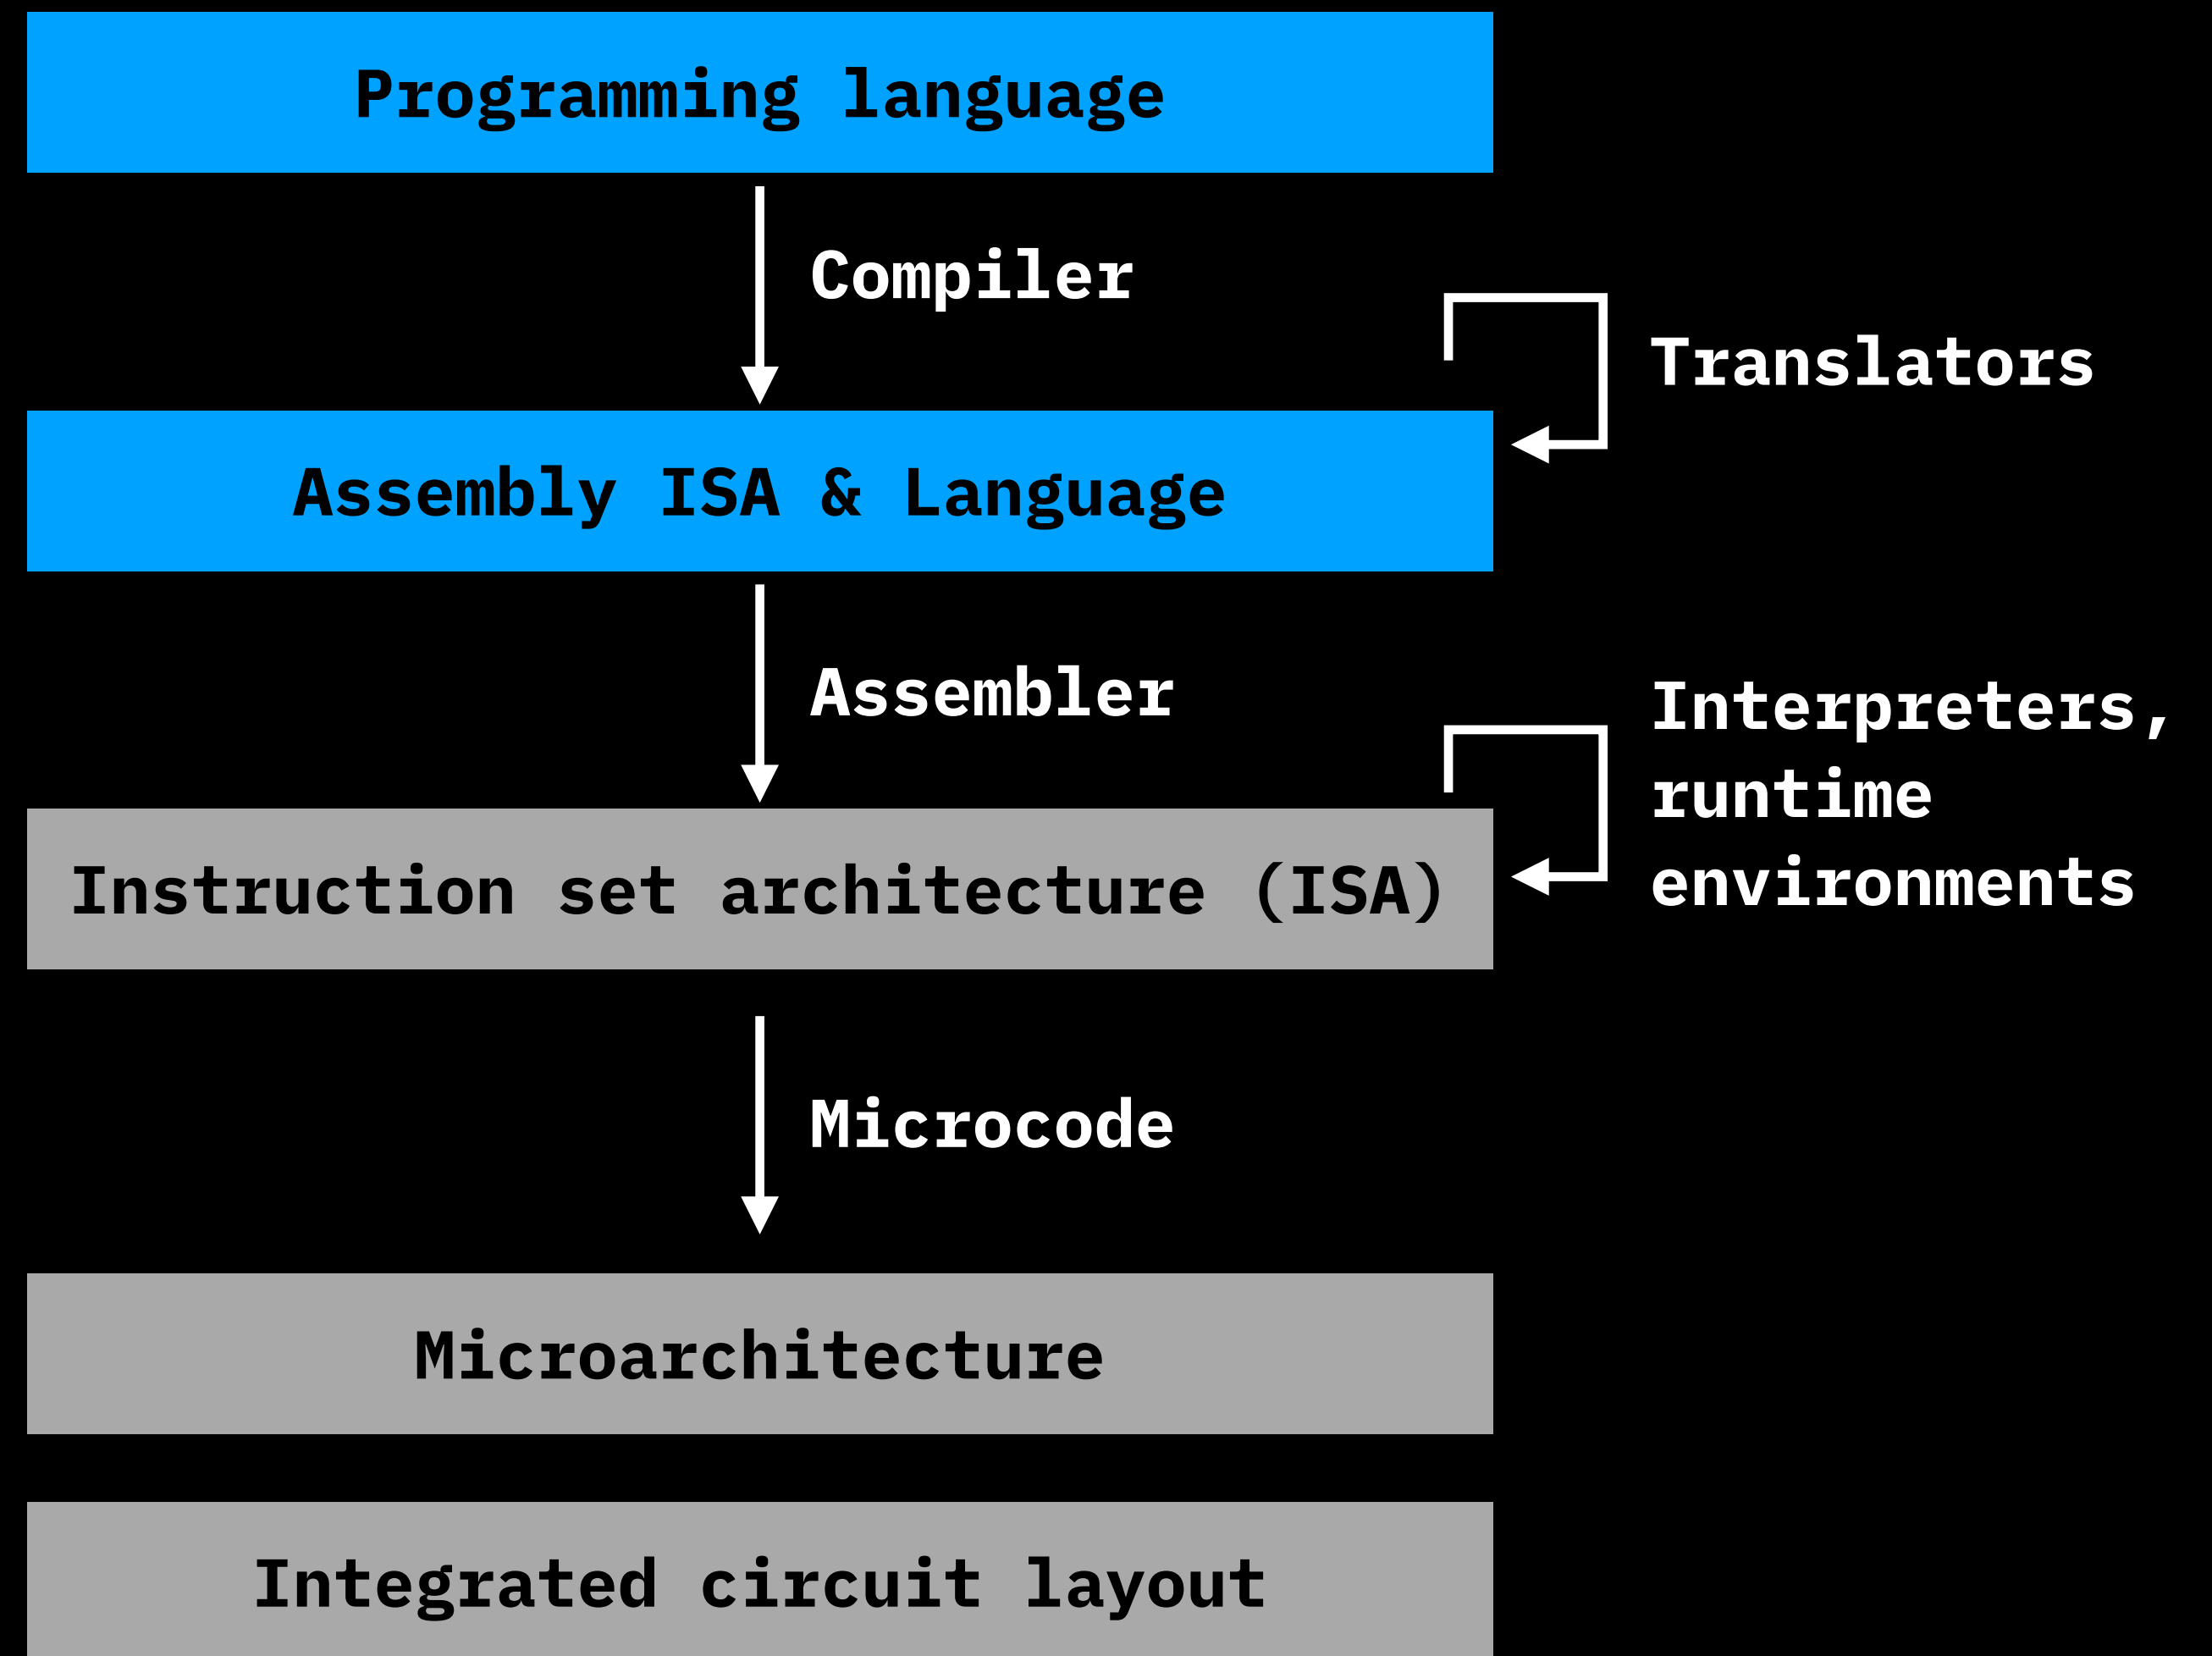 Programming language
Compiler
Translators
Assembly ISA & Language
Assembler
Interpreters,
runtime
environments
Instruction set architecture (ISA)
Microcode
Microarchitecture
Integrated circuit layout